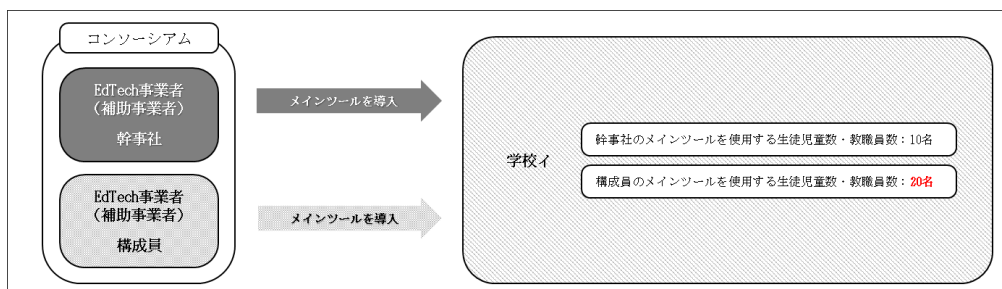 コンソーシアム
EdTech事業者
（補助事業者）
幹事社
メインツールを導入
EdTech事業者
（補助事業者）
構成員
メインツールを導入
学校イ
幹事社のメインツールを使用する生徒児童数・教職員数：10名
構成員のメインツールを使用する生徒児童数・教職員数：20名